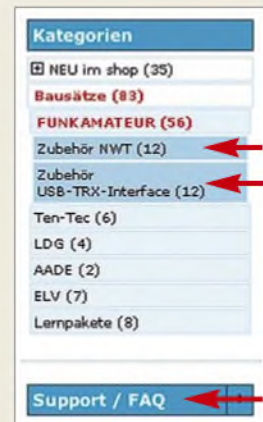 Kategorien
NEU im shop (35)
Bausätze (83)
FUNKAMATEUR (56)
Zubehör NWT (12)
Zubehör
USB-TRX-Interface (12)
Ten-Tec (6)
LDG (4)
AADE (2)
ELV (7)
Lernpakete (8)
Support / FAQ